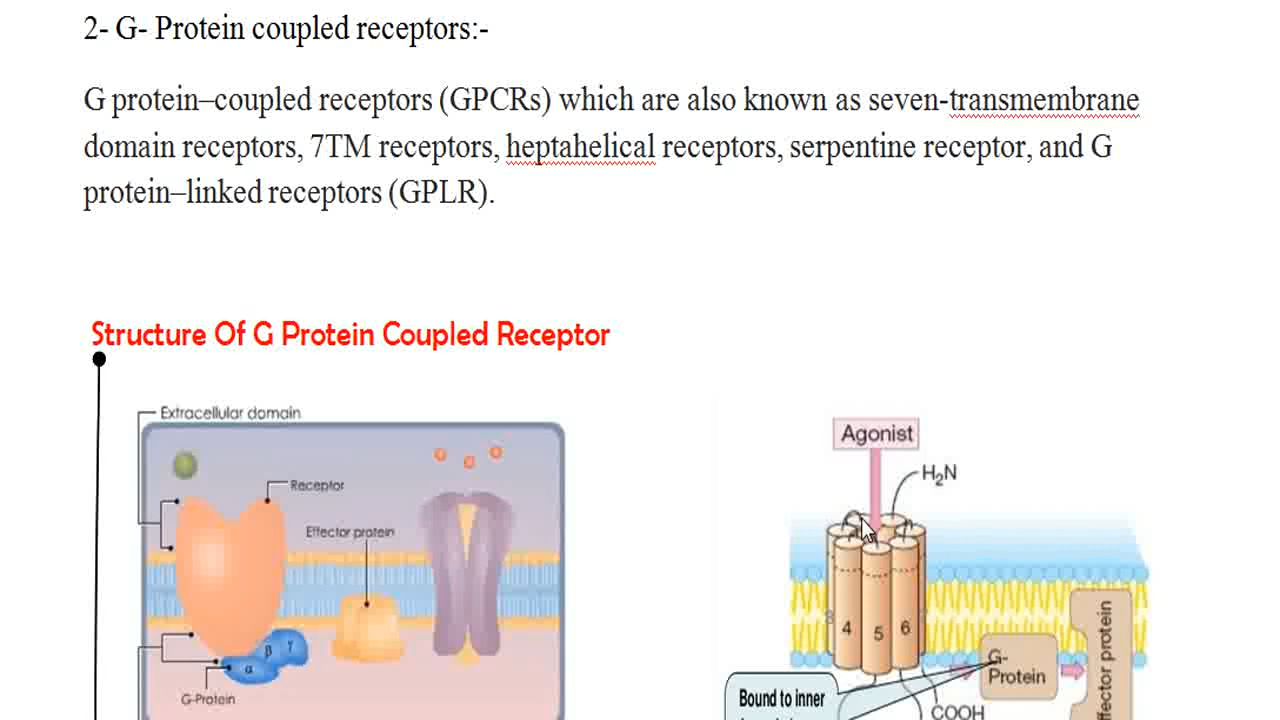 2- G- Protein coupled receptors:-
G protein–coupled receptors (GPCRs) which are also known as seven-transmembrane
domain receptors, 7TM receptors, heptahelical receptors, serpentine receptor, and G
protein–linked receptors (GPLR).
Structure Of G Protein Coupled Receptor
Extracellular domain
Receptor
Effector protein
β γ
α
G-Protein
Agonist
H₂N
3 4 5 6
G-
Protein
ffector protein
Bound to inner
COOH